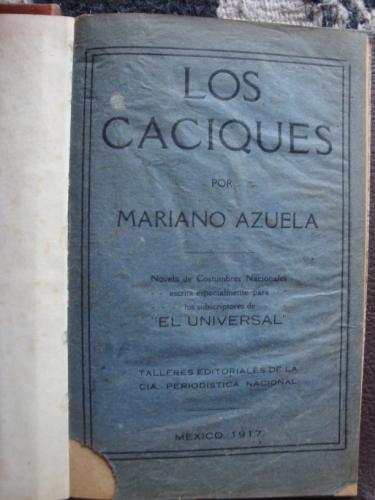 LOS
CACIQUES
POR
MARIANO AZUELA
Novela de Costumbres Nacionales
- - escrita especialmente para
- - los subscriptores de - -
"EL UNIVERSAL"
TALLERES EDITORIALES DE LA
CIA. PERIODISTICA NACIONAL
MEXICO. 1917